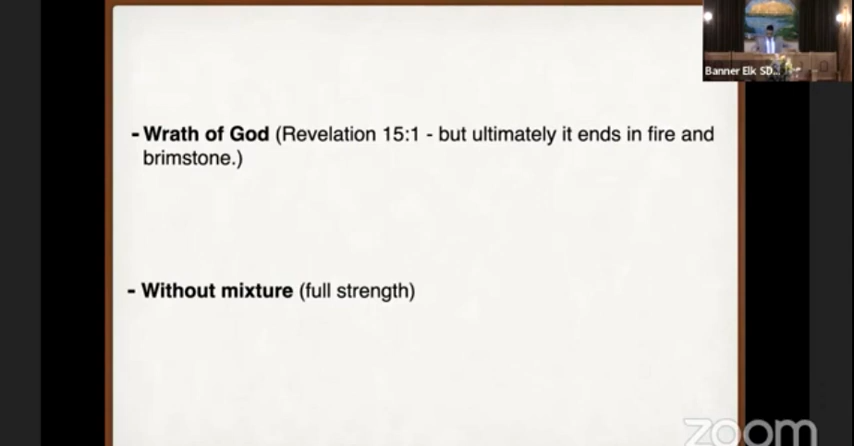 Banner Elk SD...
- Wrath of God (Revelation 15:1 - but ultimately it ends in fire and
brimstone.)
- Without mixture (full strength)
zoom